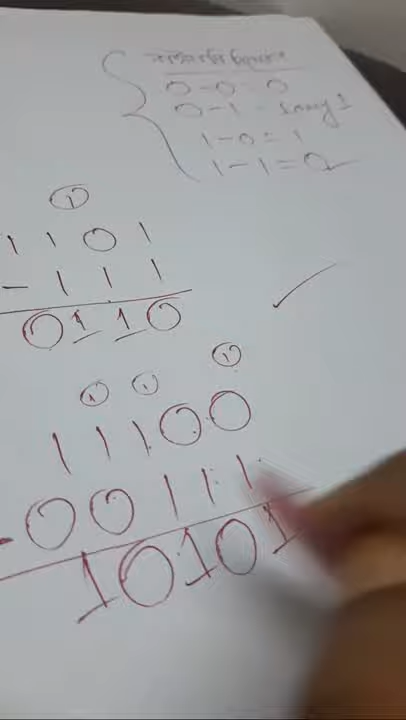 0-0=0
0-1=
1-0=1
1-1=0
1
1 1 0 1
- 1 1 1
0 1 1 0
1 1 1
1 1 1 0 0
- 0 0 1 1 1
1 0 1 0 1